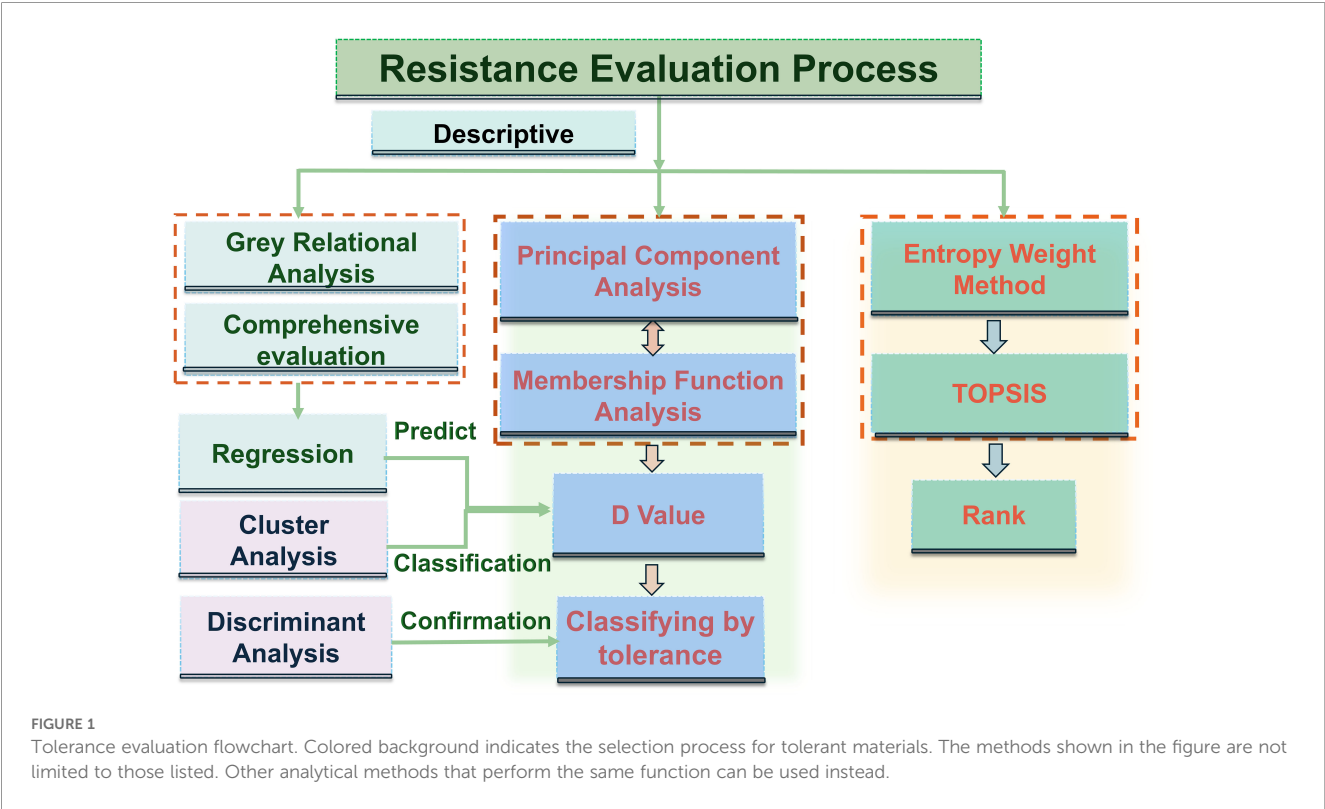 Resistance Evaluation Process
Descriptive
Grey Relational
Analysis
Comprehensive
evaluation
Regression
Cluster
Analysis
Discriminant
Analysis
Predict
Classification
Confirmation
Principal Component
Analysis
Membership Function
Analysis
D Value
Classifying by
tolerance
Entropy Weight
Method
TOPSIS
Rank
FIGURE 1
Tolerance evaluation flowchart. Colored background indicates the selection process for tolerant materials. The methods shown in the figure are not
limited to those listed. Other analytical methods that perform the same function can be used instead.